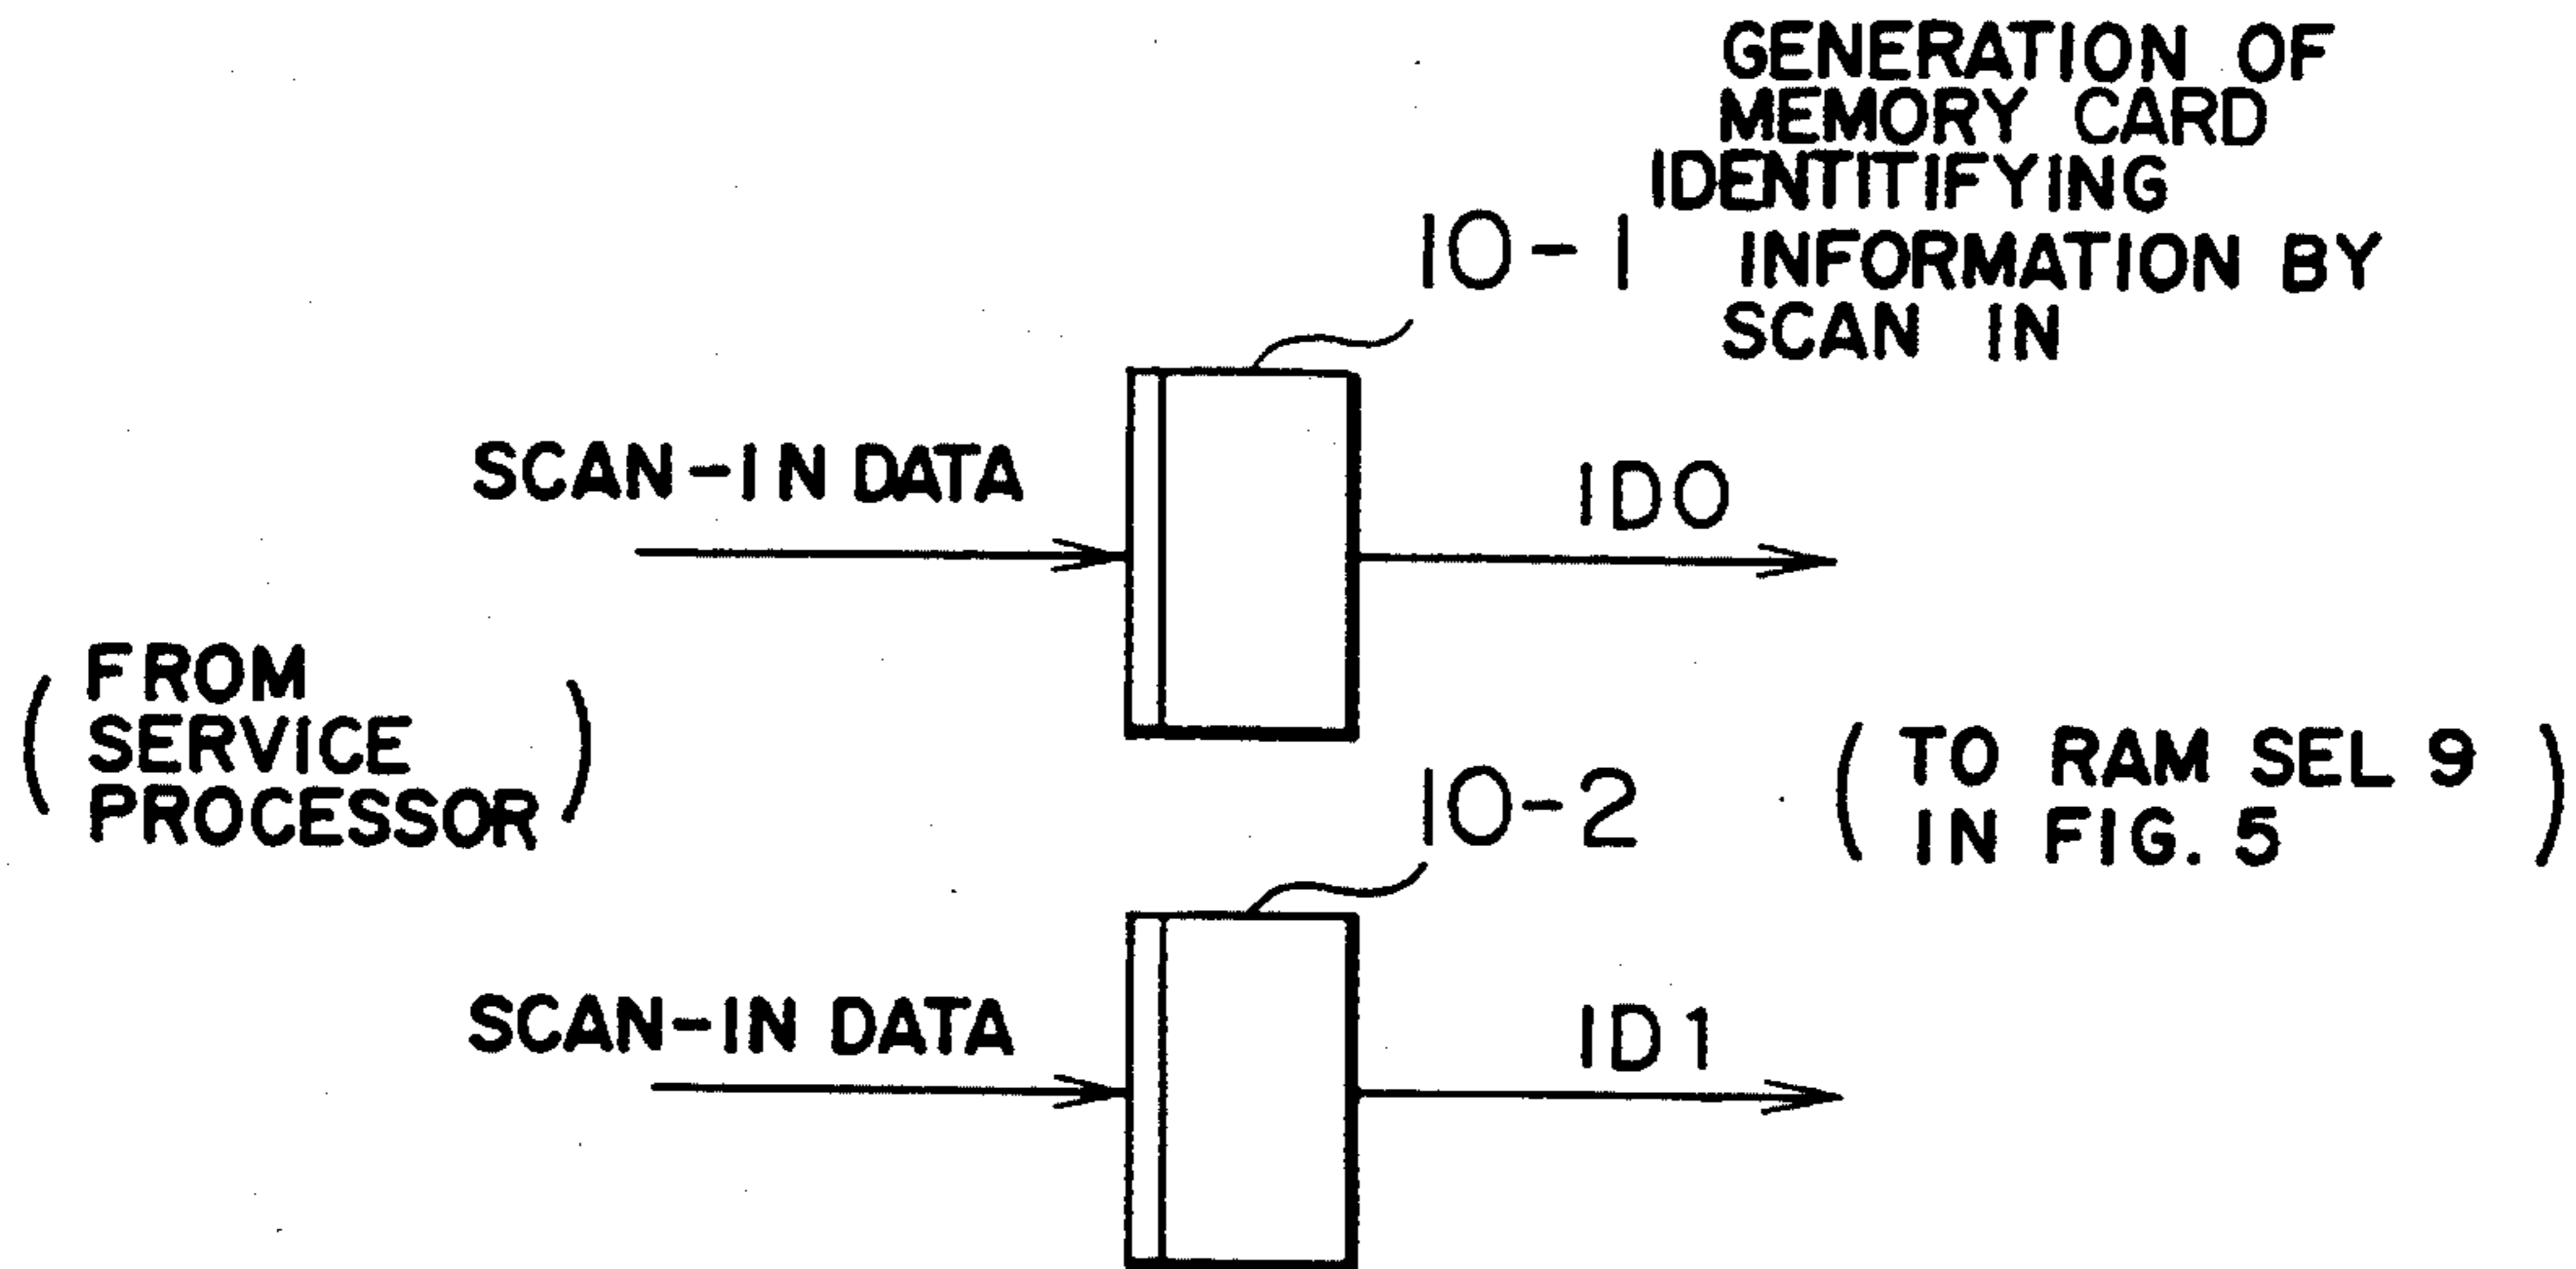 GENERATION OF
MEMORY CARD
IDENTITIFYING
INFORMATION BY
SCAN IN
10-1
SCAN-IN DATA
ID0
( FROM
SERVICE
PROCESSOR )
( TO RAM SEL 9
IN FIG. 5 )
10-2
SCAN-IN DATA
ID1